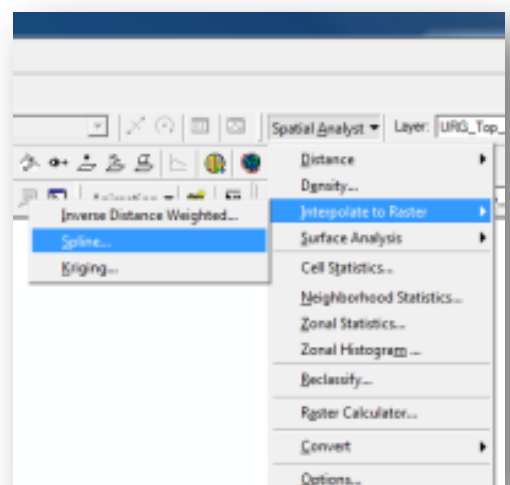 Spatial Analyst Layer: URG_Top_
Distance
Density...
Interpolate to Raster
Inverse Distance Weighted...
Spline...
Kriging...
Surface Analysis
Cell Statistics...
Neighborhood Statistics...
Zonal Statistics...
Zonal Histogram ...
Reclassify...
Raster Calculator...
Convert
Options...